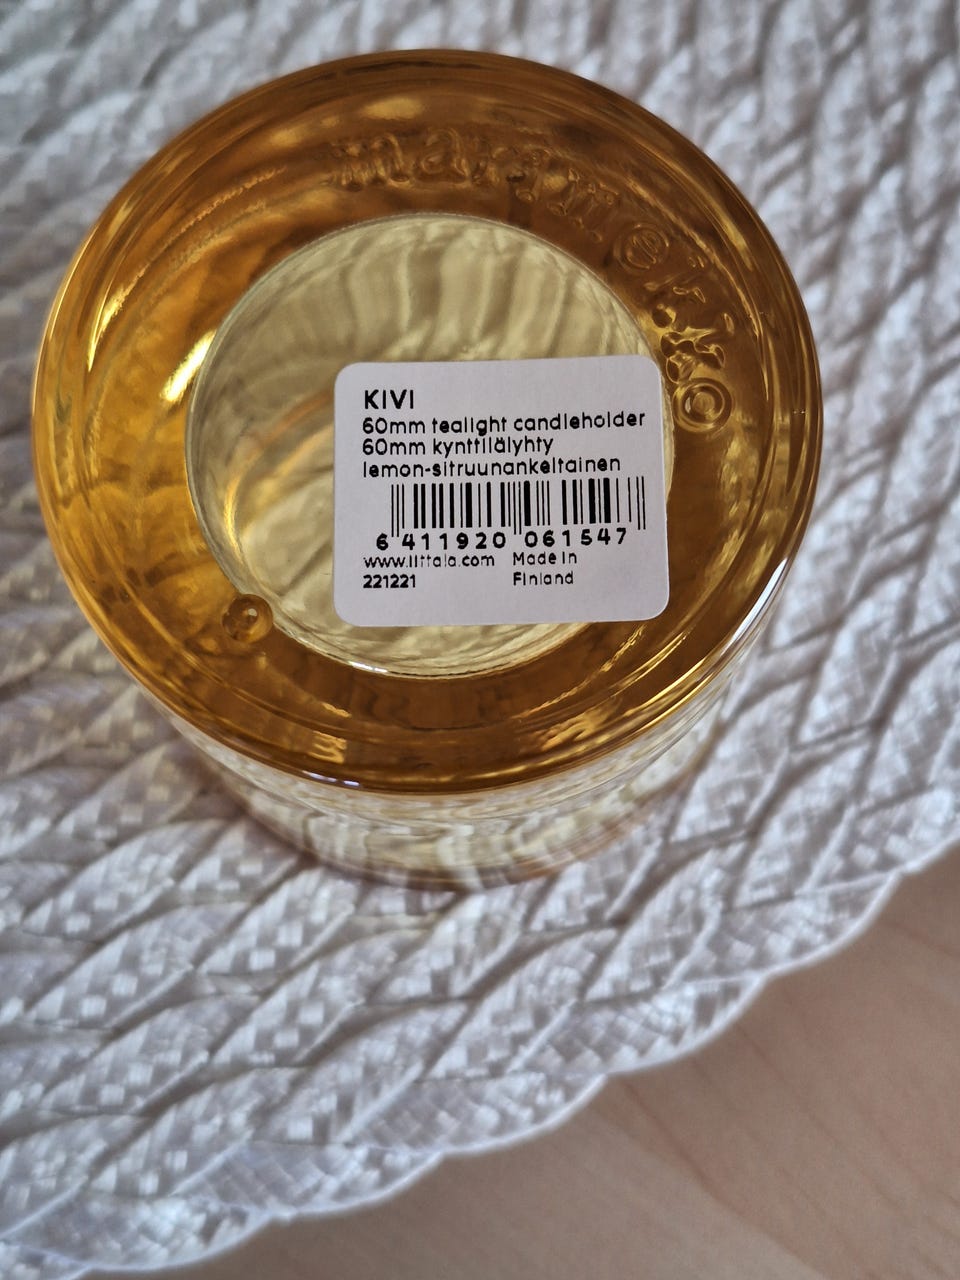 marimekko
KIVI
60mm tealight candleholder
60mm kynttilälyhty
lemon-sitruunankeltainen
6 411920 061547
www.iittala.com Made in
221221 Finland